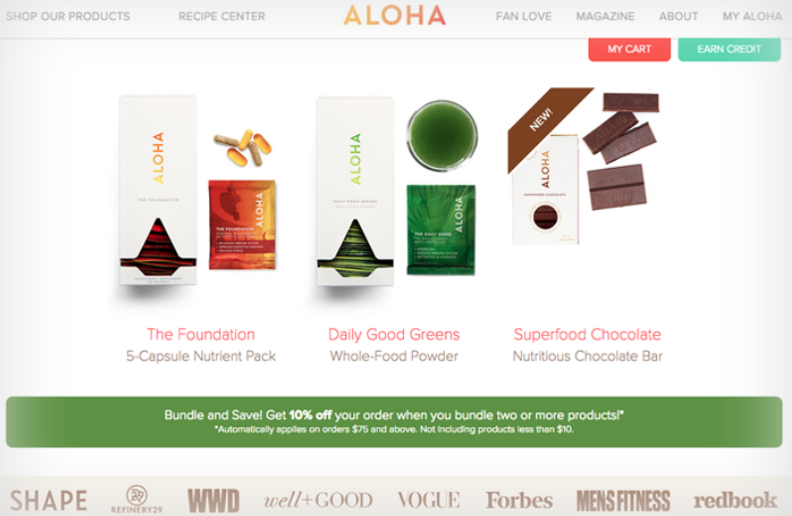 SHOP OUR PRODUCTS
RECIPE CENTER
ALOHA
FAN LOVE
MAGAZINE
ABOUT
MY ALOHA
MY CART
EARN CREDIT
ALOHA
THE FOUNDATION
ALOHA
THE FOUNDATION
ALOHA
DAILY GOOD GREENS
ALOHA
THE DAILY GOOD
NEW!
ALOHA
SUPERFOOD CHOCOLATE
The Foundation
5-Capsule Nutrient Pack
Daily Good Greens
Whole-Food Powder
Superfood Chocolate
Nutritious Chocolate Bar
Bundle and Save! Get 10% off your order when you bundle two or more products!*
*Automatically applies on orders $75 and above. Not including products less than $10.
SHAPE
R29
REFINERY29
WWD
well+GOOD
VOGUE
Forbes
MENS FITNESS
redbook